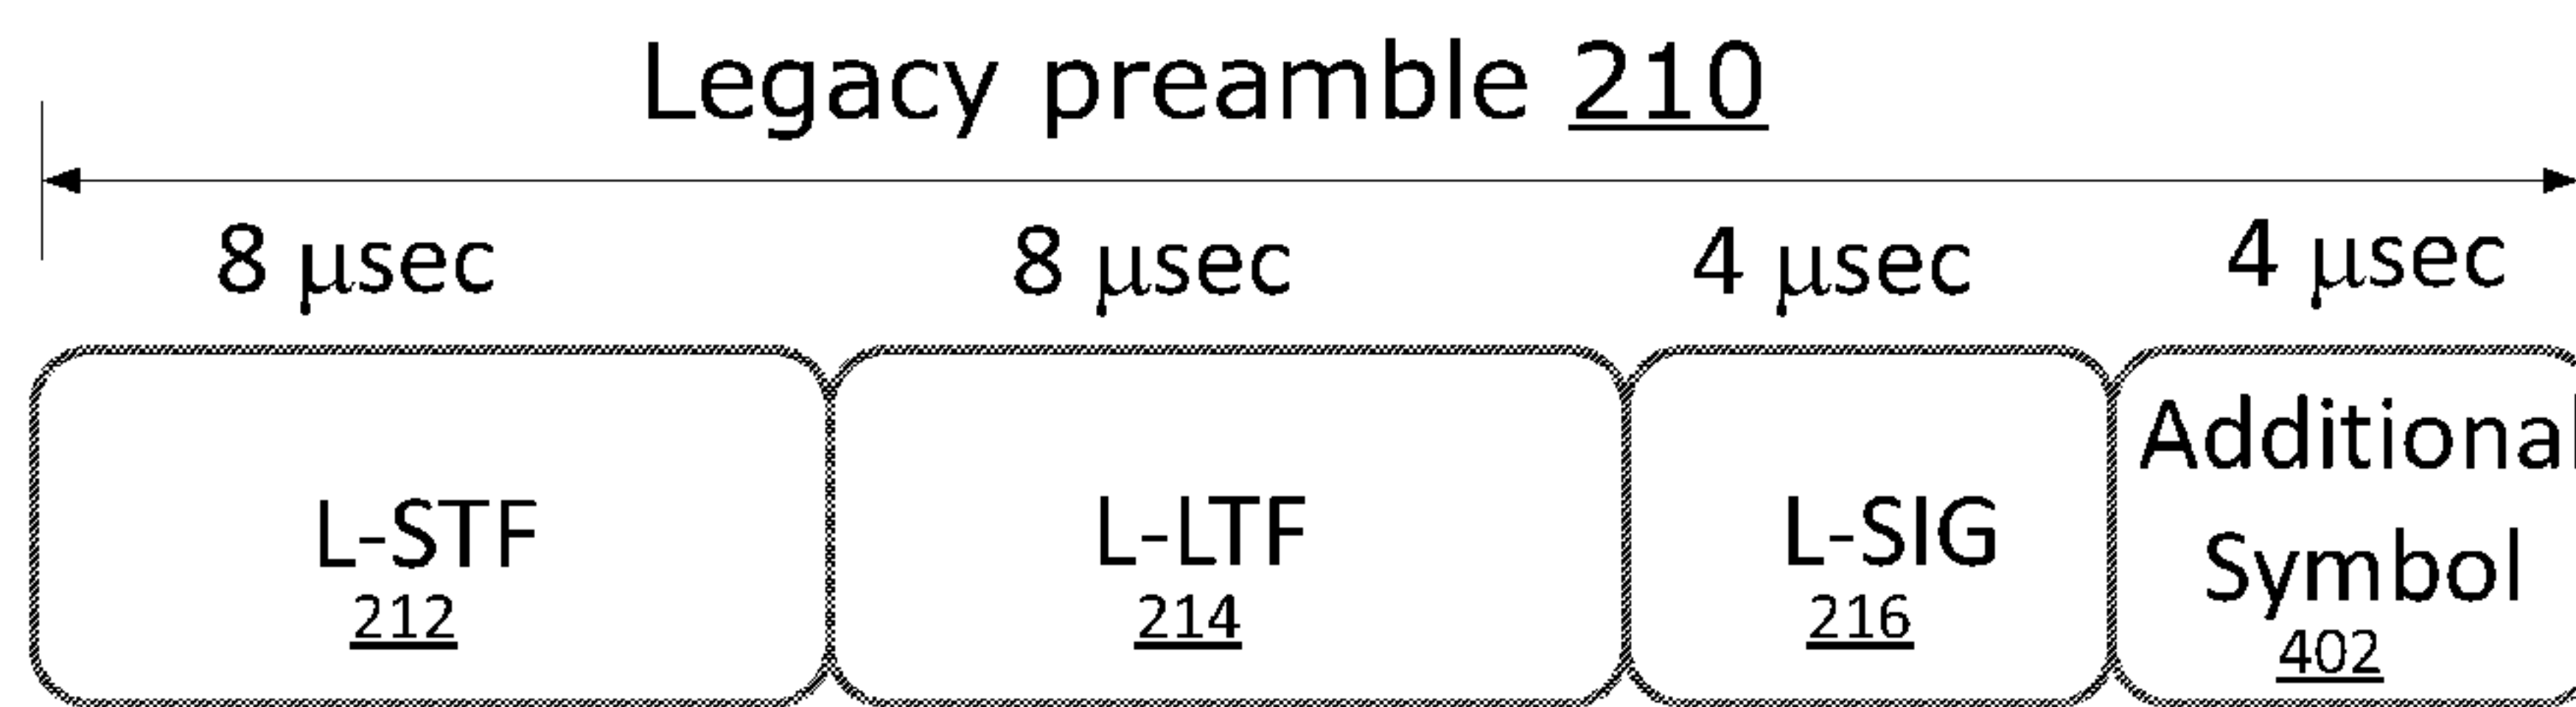 Legacy preamble 210
8 μsec 8 μsec 4 μsec 4 μsec
L-STF
212
L-LTF
214
L-SIG
216
Additional
Symbol
402